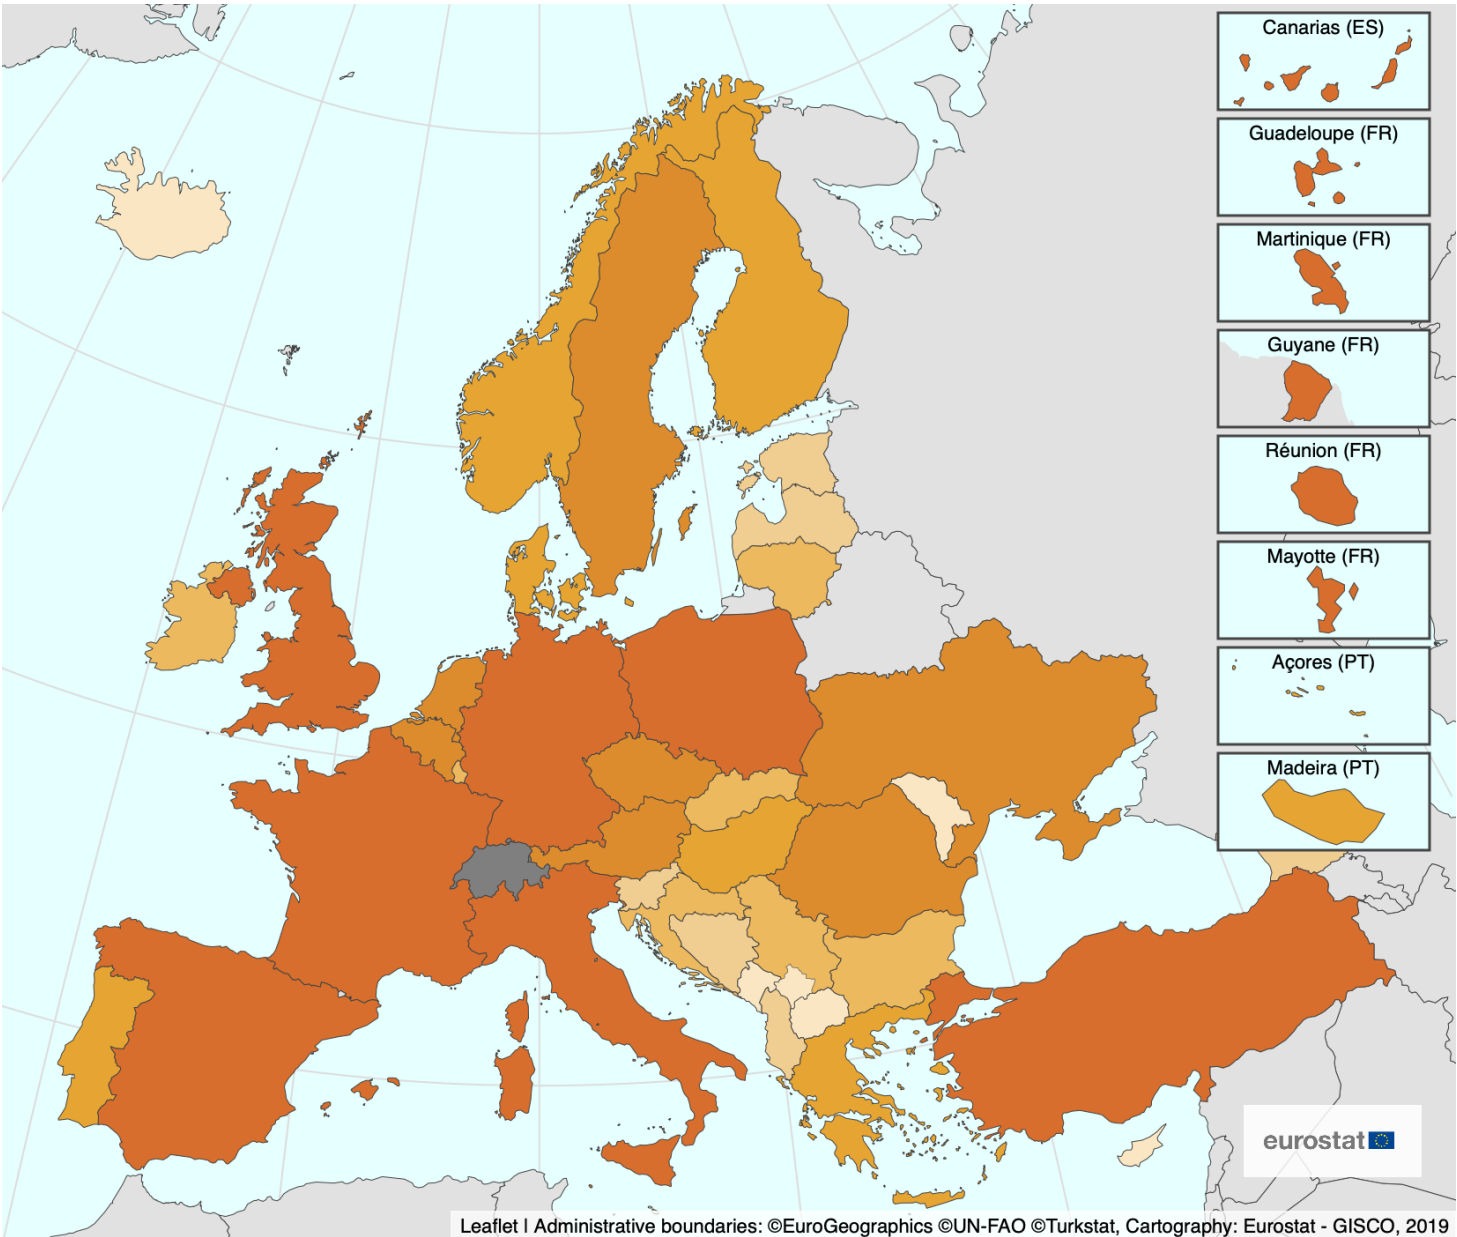 Canarias (ES)
Guadeloupe (FR)
Martinique (FR)
Guyane (FR)
Réunion (FR)
Mayotte (FR)
Açores (PT)
Madeira (PT)
eurostat
Leaflet | Administrative boundaries: ©EuroGeographics ©UN-FAO ©Turkstat, Cartography: Eurostat - GISCO, 2019